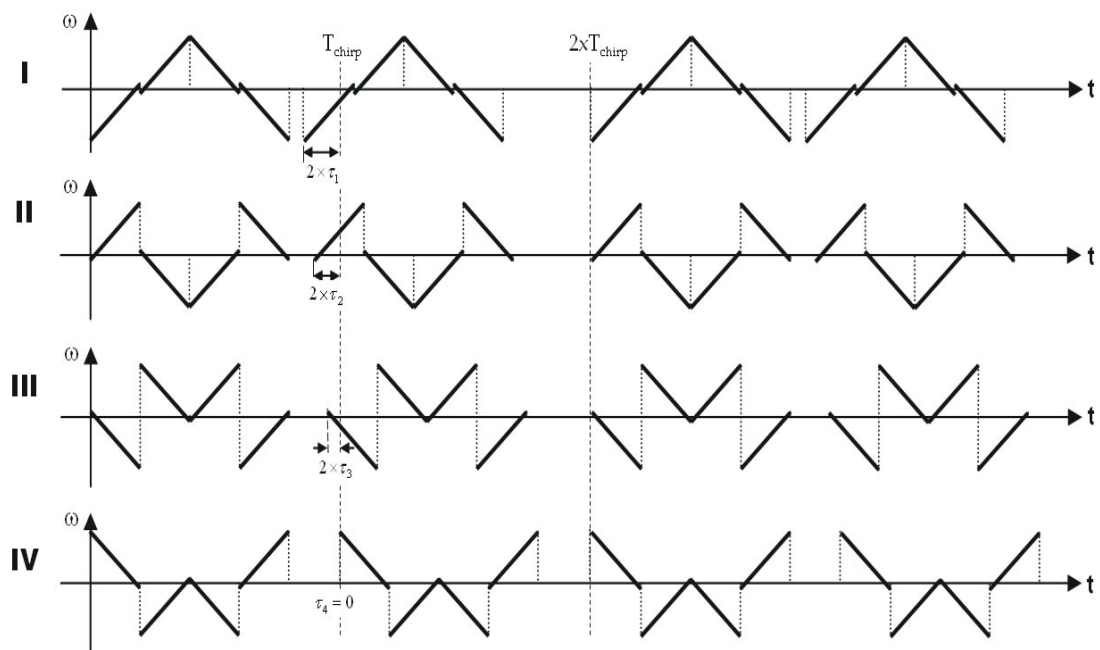 ω
I
T_chirp
2xT_chirp
t
2×τ₁
ω
II
t
2×τ₂
ω
III
t
2×τ₃
ω
IV
t
τ₄ = 0